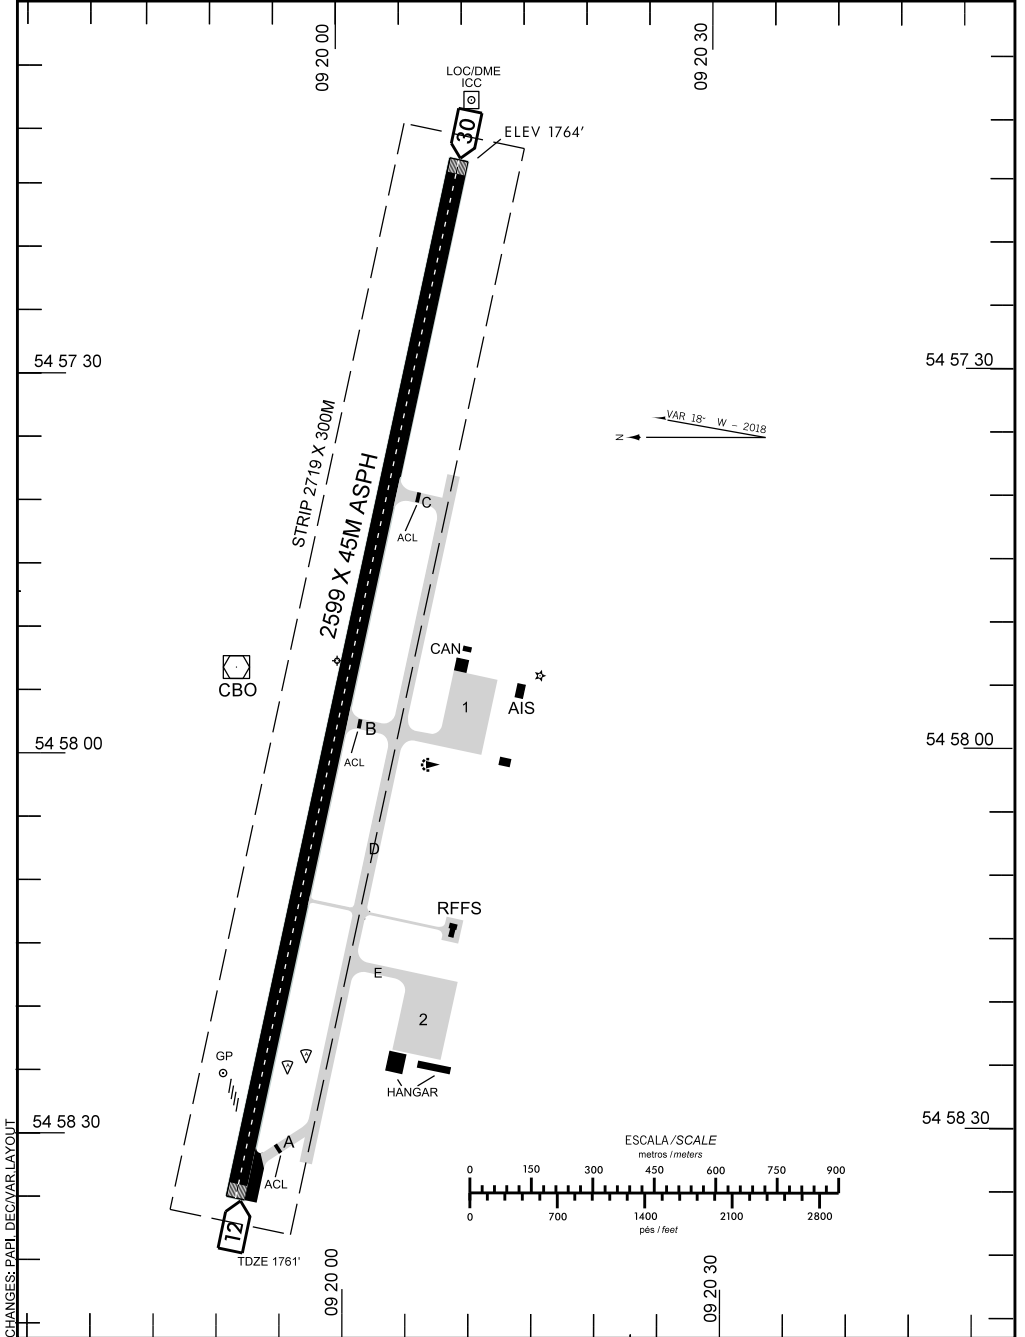 09 20 00
09 20 30
LOC/DME
ICC
30
ELEV 1764'
54 57 30
54 57 30
VAR 18- W - 2018
N
STRIP 2719 X 300M
2599 X 45M ASPH
C
ACL
CAN
CBO
1
AIS
B
ACL
54 58 00
54 58 00
D
RFFS
E
2
GP
HANGAR
54 58 30
54 58 30
A
ACL
ESCALA/SCALE
metros/meters
0 150 300 450 600 750 900
0 700 1400 2100 2800
pés / feet
12
TDZE 1761'
09 20 00
09 20 30
CHANGES: PAPI, DEC/VAR,LAYOUT